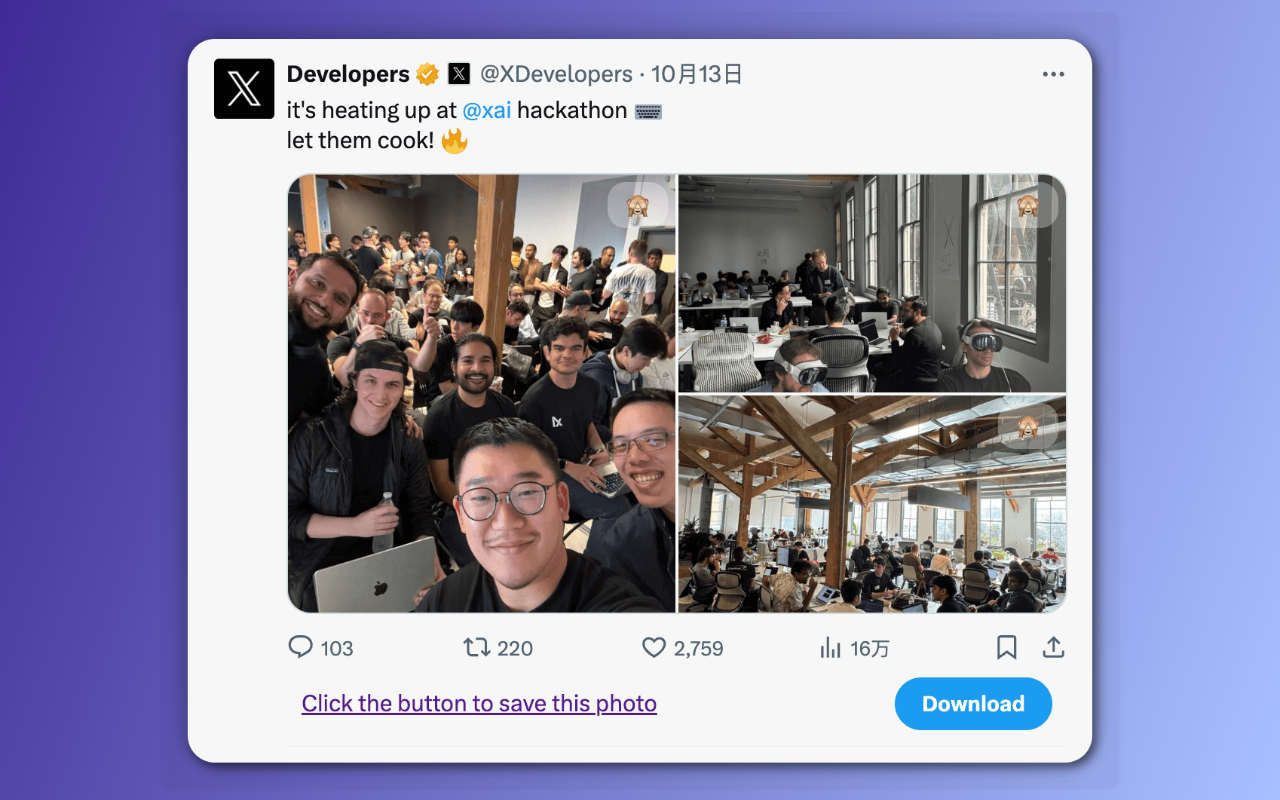 Developers @XDevelopers · 10月13日
it's heating up at @xai hackathon
let them cook!
103 220 2,759 16万
Click the button to save this photo
Download